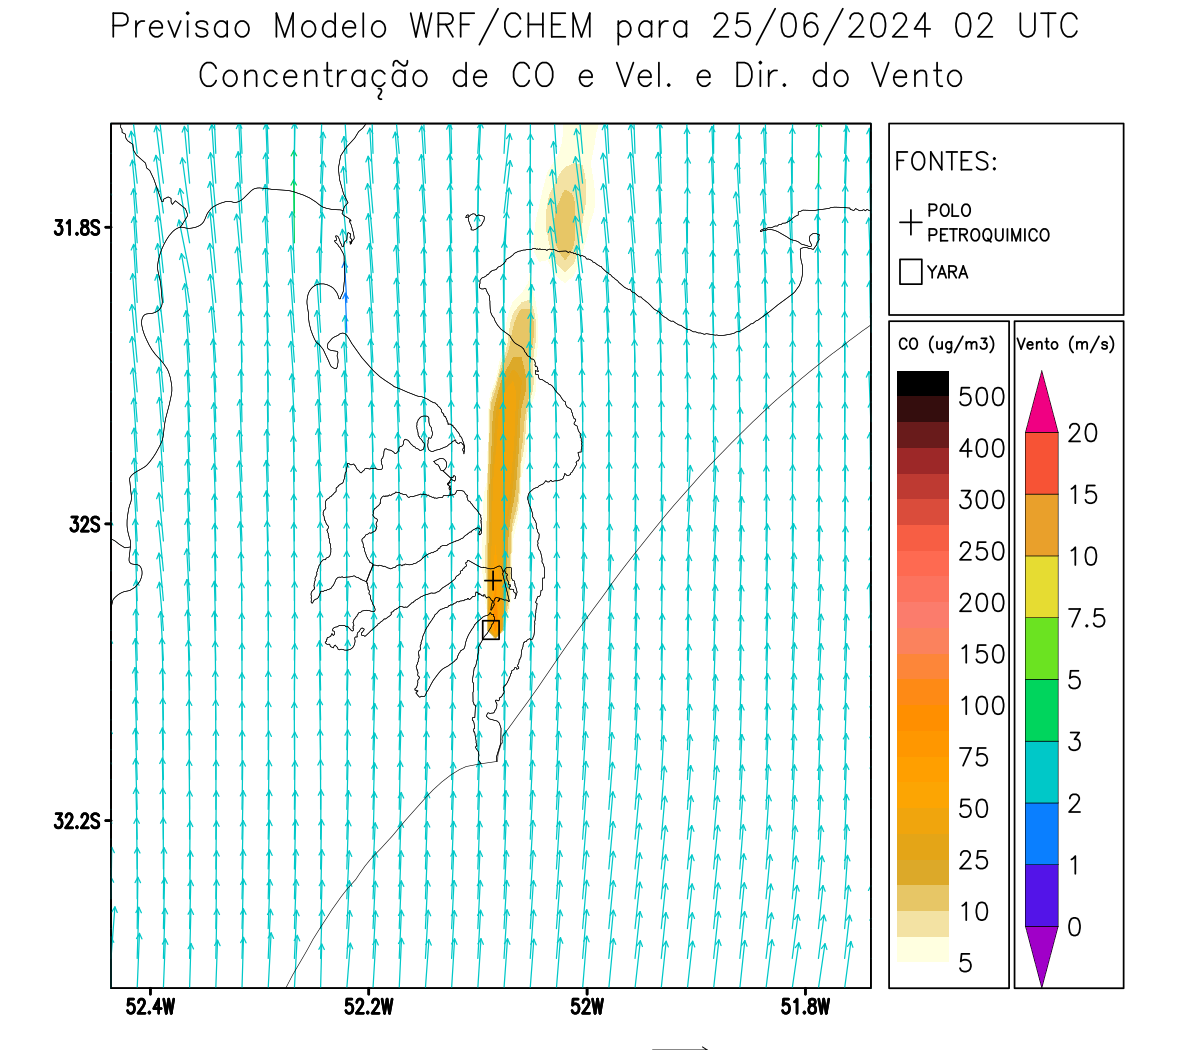 Previsao Modelo WRF/CHEM para 25/06/2024 02 UTC
Concentração de CO e Vel. e Dir. do Vento
FONTES:
POLO
PETROQUIMICO
YARA
CO (ug/m3)
500
400
300
250
200
150
100
75
50
25
10
5
Vento (m/s)
20
15
10
7.5
5
3
2
1
0
31.8S
32S
32.2S
52.4W
52.2W
52W
51.8W